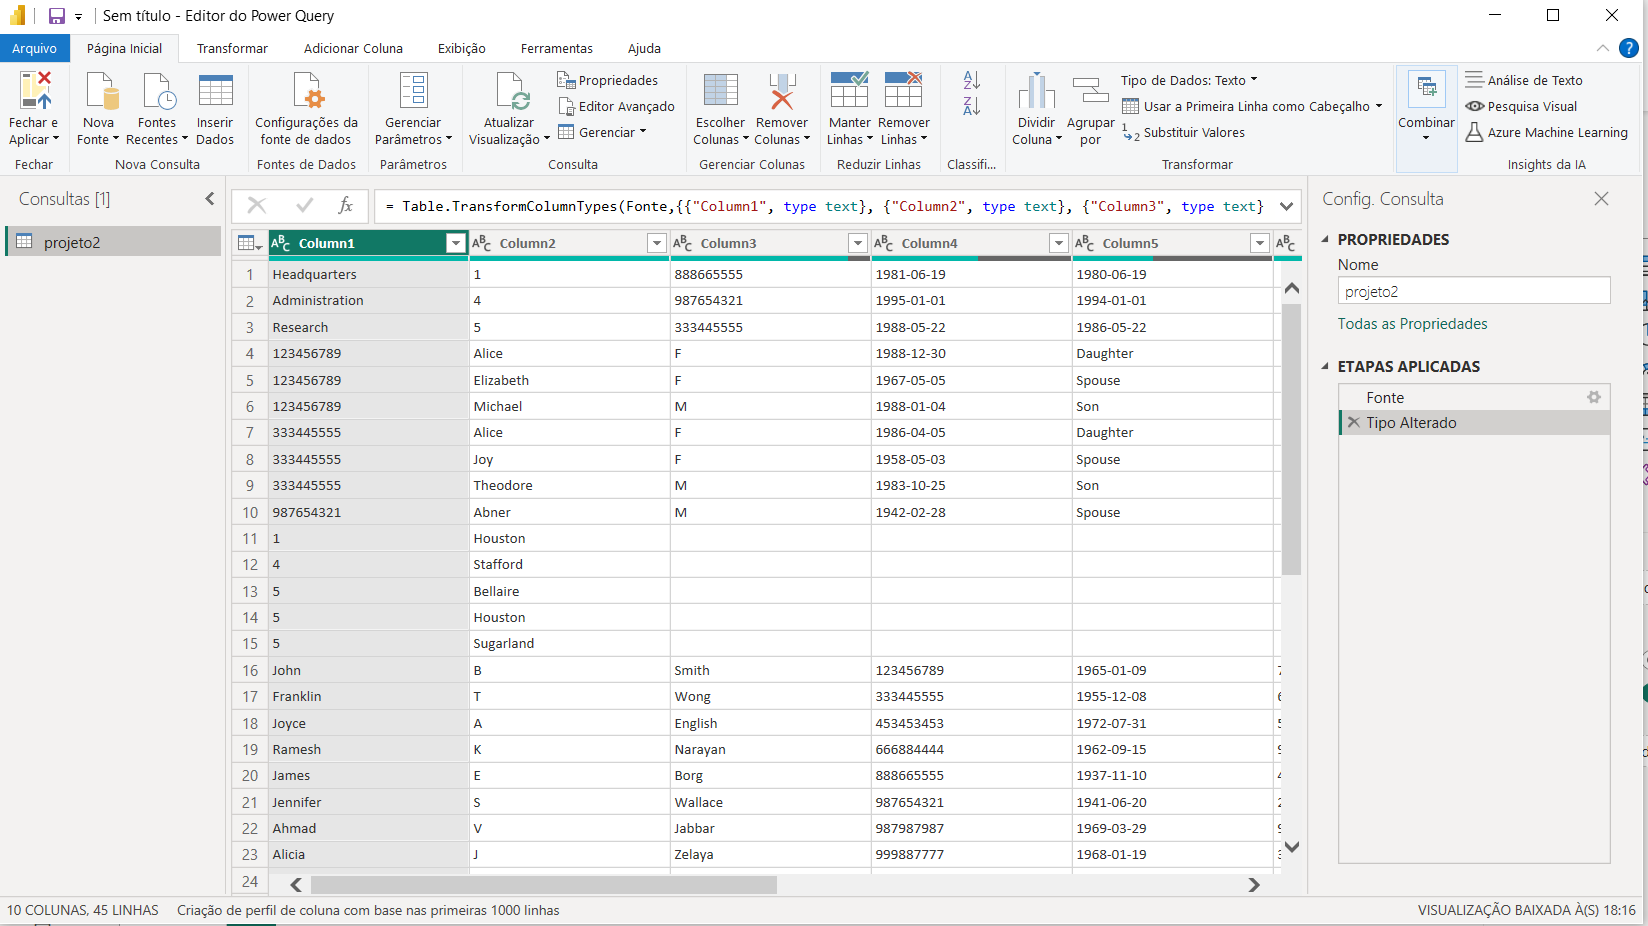 Sem título - Editor do Power Query
Arquivo Página Inicial Transformar Adicionar Coluna Exibição Ferramentas Ajuda
Fechar e Aplicar
Fechar
Nova Fonte
Fontes Recentes
Inserir Dados
Nova Consulta
Configurações da fonte de dados
Fontes de Dados
Gerenciar Parâmetros
Parâmetros
Atualizar Visualização
Propriedades
Editor Avançado
Gerenciar
Consulta
Escolher Colunas
Remover Colunas
Gerenciar Colunas
Manter Linhas
Remover Linhas
Reduzir Linhas
Classifi...
Dividir Coluna
Agrupar por
Tipo de Dados: Texto
Usar a Primeira Linha como Cabeçalho
Substituir Valores
Transformar
Combinar
Análise de Texto
Pesquisa Visual
Azure Machine Learning
Insights da IA
Consultas [1]
projeto2
= Table.TransformColumnTypes(Fonte,{{"Column1", type text}, {"Column2", type text}, {"Column3", type text}
Column1 Column2 Column3 Column4 Column5
1 Headquarters 1 888665555 1981-06-19 1980-06-19
2 Administration 4 987654321 1995-01-01 1994-01-01
3 Research 5 333445555 1988-05-22 1986-05-22
4 123456789 Alice F 1988-12-30 Daughter
5 123456789 Elizabeth F 1967-05-05 Spouse
6 123456789 Michael M 1988-01-04 Son
7 333445555 Alice F 1986-04-05 Daughter
8 333445555 Joy F 1958-05-03 Spouse
9 333445555 Theodore M 1983-10-25 Son
10 987654321 Abner M 1942-02-28 Spouse
11 1 Houston
12 4 Stafford
13 5 Bellaire
14 5 Houston
15 5 Sugarland
16 John B Smith 123456789 1965-01-09
17 Franklin T Wong 333445555 1955-12-08
18 Joyce A English 453453453 1972-07-31
19 Ramesh K Narayan 666884444 1962-09-15
20 James E Borg 888665555 1937-11-10
21 Jennifer S Wallace 987654321 1941-06-20
22 Ahmad V Jabbar 987987987 1969-03-29
23 Alicia J Zelaya 999887777 1968-01-19
24
Config. Consulta
PROPRIEDADES
Nome
projeto2
Todas as Propriedades
ETAPAS APLICADAS
Fonte
Tipo Alterado
10 COLUNAS, 45 LINHAS Criação de perfil de coluna com base nas primeiras 1000 linhas
VISUALIZAÇÃO BAIXADA À(S) 18:16